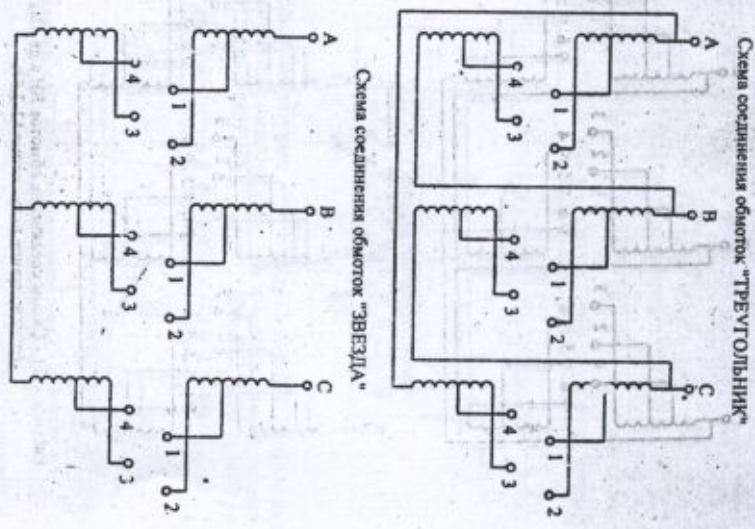 Схема соединения обмоток "ТРЕУГОЛЬНИК"
A B C
1 2 1 2 1 2
4 3 4 3 4 3
Схема соединения обмоток "ЗВЕЗДА"
A B C
1 2 1 2 1 2
4 3 4 3 4 3